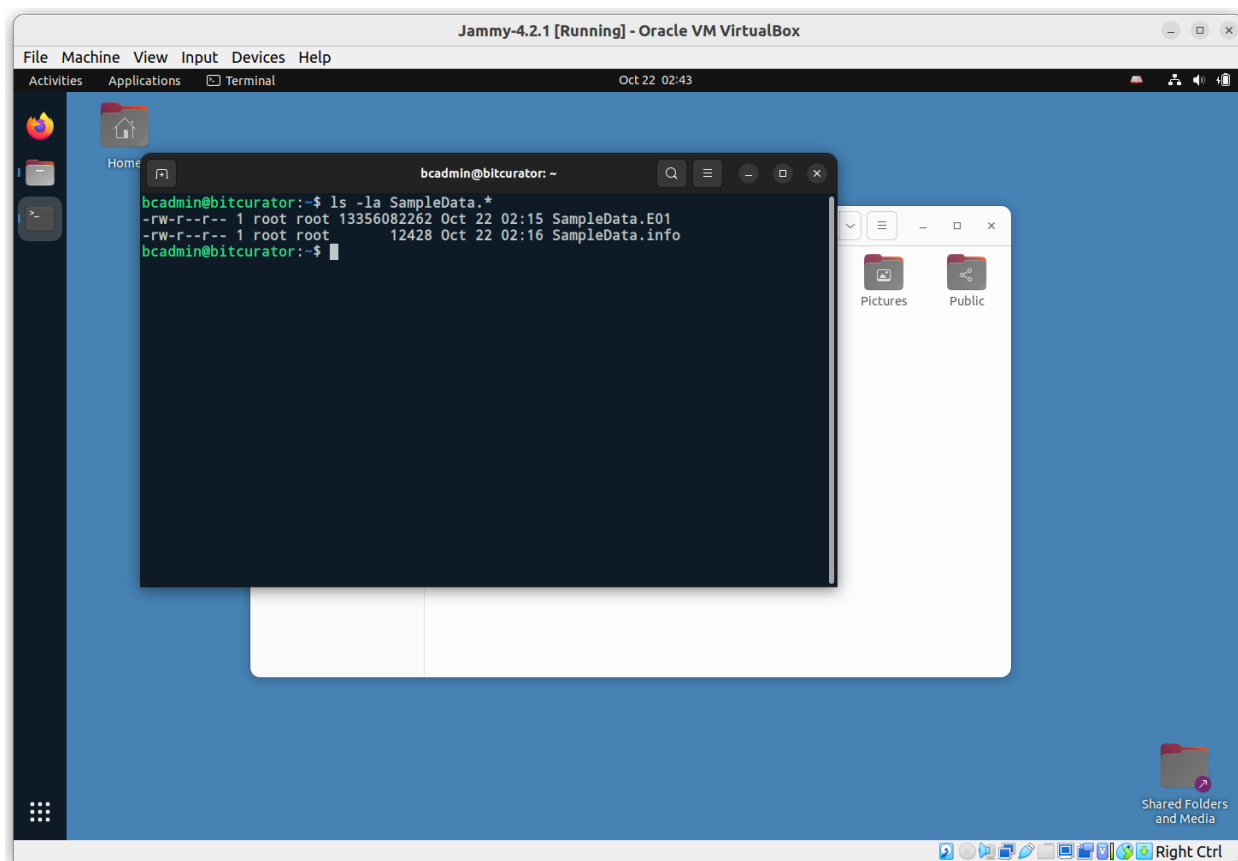 Jammy-4.2.1 [Running] - Oracle VM VirtualBox
File Machine View Input Devices Help
Activities Applications Terminal Oct 22 02:43
Home
bcadmin@bitcurator: ~
bcadmin@bitcurator:~$ ls -la SampleData.*
-rw-r--r-- 1 root root 13356082262 Oct 22 02:15 SampleData.E01
-rw-r--r-- 1 root root       12428 Oct 22 02:16 SampleData.info
bcadmin@bitcurator:~$
Pictures Public
Shared Folders
and Media
Right Ctrl